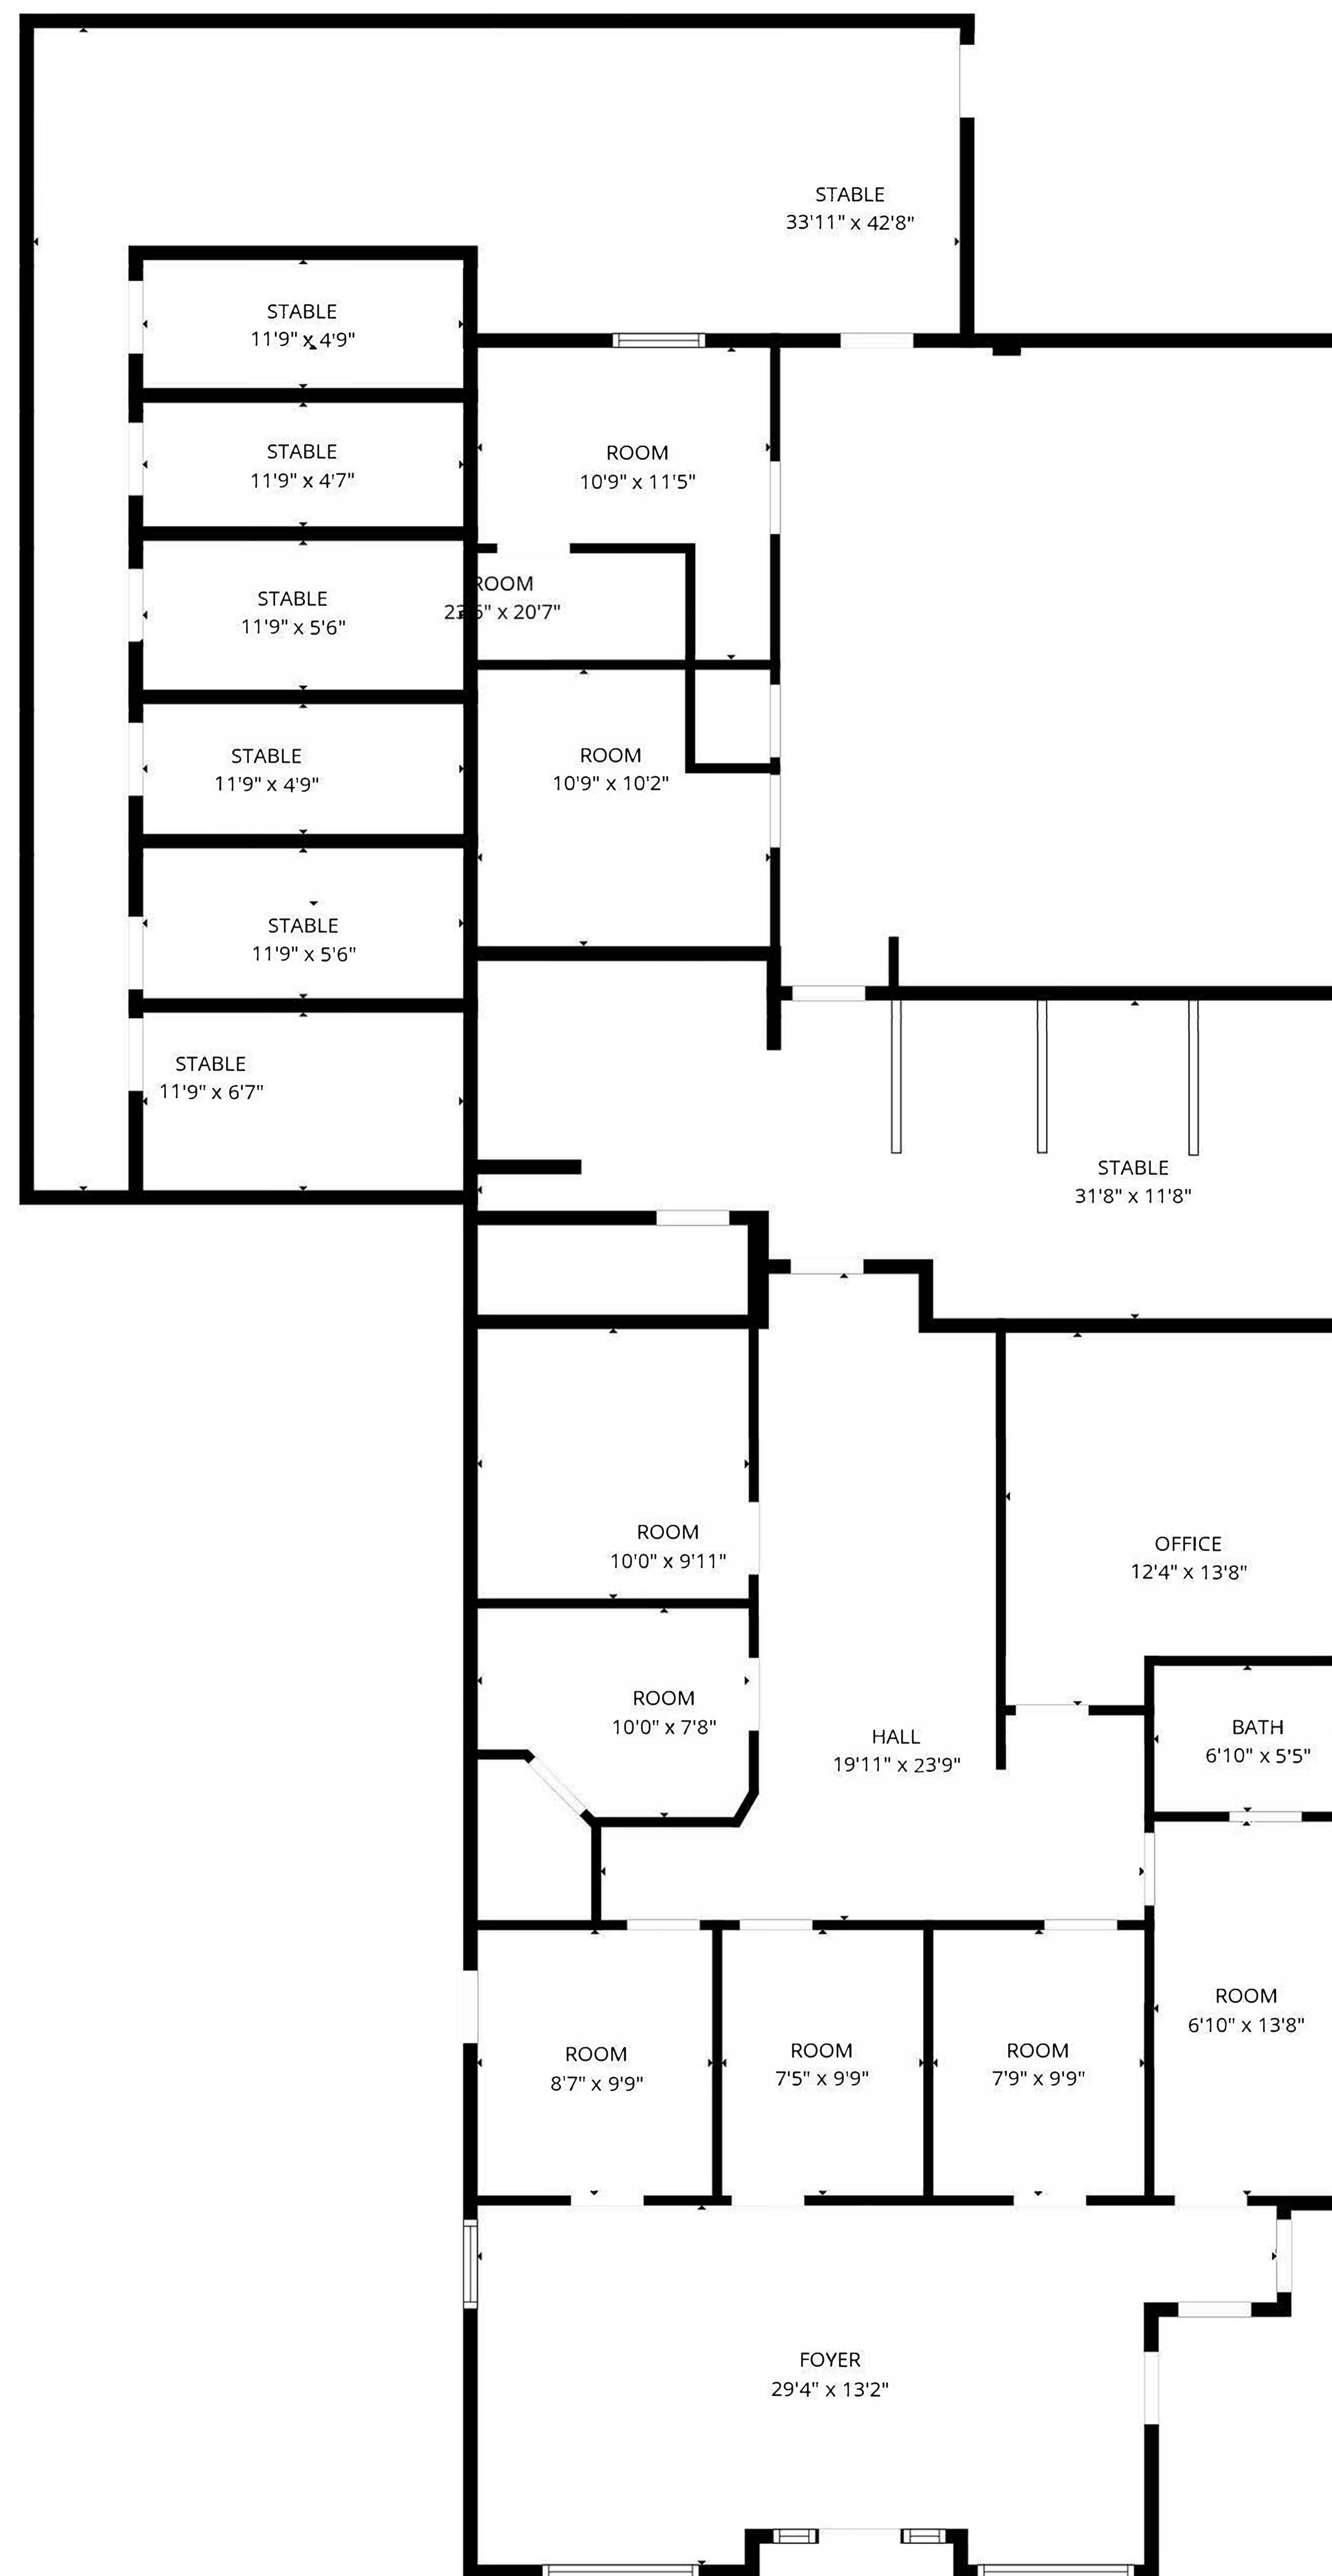 STABLE
33'11" x 42'8"
STABLE
11'9" x 4'9"
STABLE
11'9" x 4'7"
ROOM
10'9" x 11'5"
STABLE
11'9" x 5'6"
ROOM
x 20'7"
STABLE
11'9" x 4'9"
ROOM
10'9" x 10'2"
STABLE
11'9" x 5'6"
STABLE
11'9" x 6'7"
STABLE
31'8" x 11'8"
ROOM
10'0" x 9'11"
OFFICE
12'4" x 13'8"
ROOM
10'0" x 7'8"
HALL
19'11" x 23'9"
BATH
6'10" x 5'5"
ROOM
6'10" x 13'8"
ROOM
8'7" x 9'9"
ROOM
7'5" x 9'9"
ROOM
7'9" x 9'9"
FOYER
29'4" x 13'2"